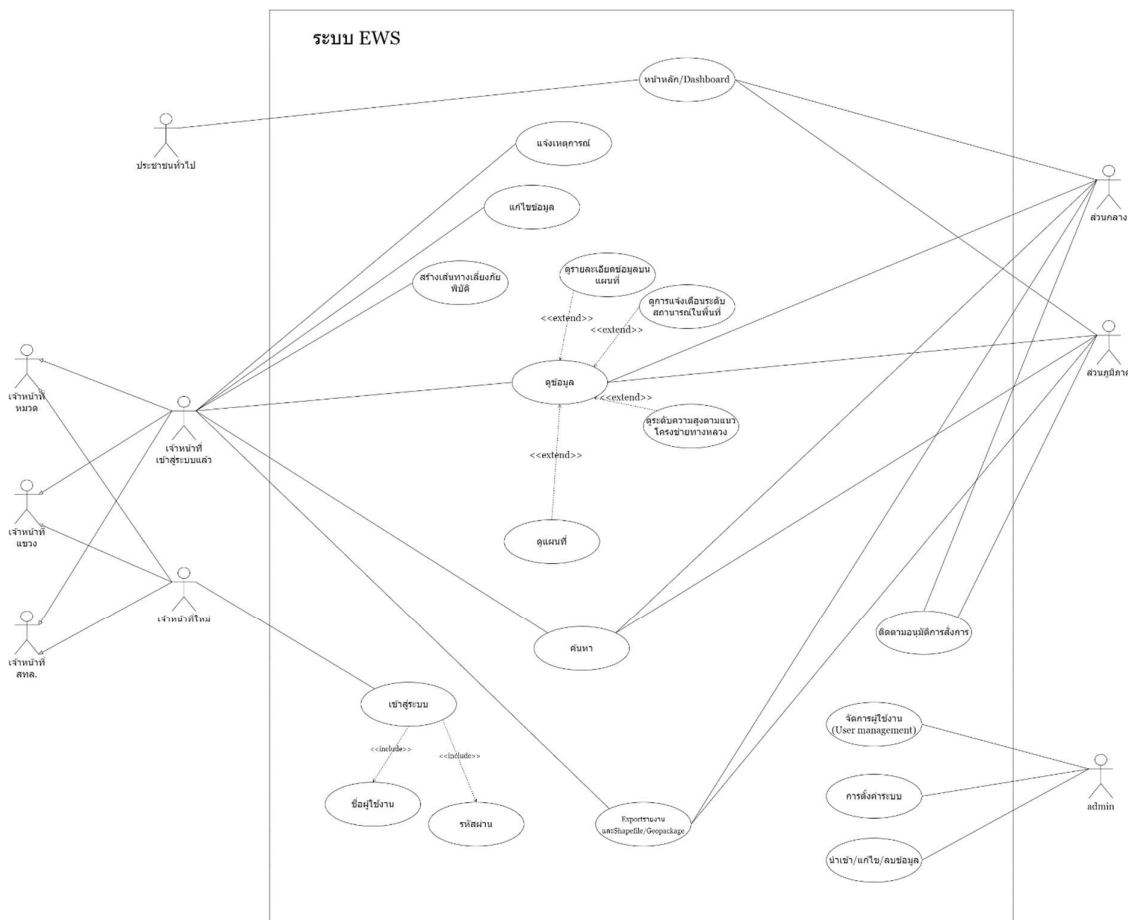 ระบบ EWS
หน้าหลัก/Dashboard
ประชาชนทั่วไป
แจ้งเหตุการณ์
ส่วนกลาง
แก้ไขข้อมูล
ดูรายละเอียดข้อมูลบน
แผนที่
สร้างเส้นทางเลี่ยงภัย
พิบัติ
ดูการแจ้งเตือนระดับ
สถานารณ์ในพื้นที่
<<extend>>
<<extend>>
ส่วนภูมิภาค
เจ้าหน้าที่
หมวด
ดูข้อมูล
<<extend>>
ดูระดับความสูงตามแนว
โครงข่ายทางหลวง
เจ้าหน้าที่
เข้าสู่ระบบแล้ว
<<extend>>
เจ้าหน้าที่
แขวง
ดูแผนที่
เจ้าหน้าที่ใหม่
ติดตามอนุมัติการสั่งการ
ค้นหา
เจ้าหน้าที่
สทล.
เข้าสู่ระบบ
จัดการผู้ใช้งาน
(User management)
<<include>>
<<include>>
การตั้งค่าระบบ
admin
ชื่อผู้ใช้งาน
รหัสผ่าน
Exportรายงาน
และShapefile/Geopackage
นำเข้า/แก้ไข/ลบข้อมูล